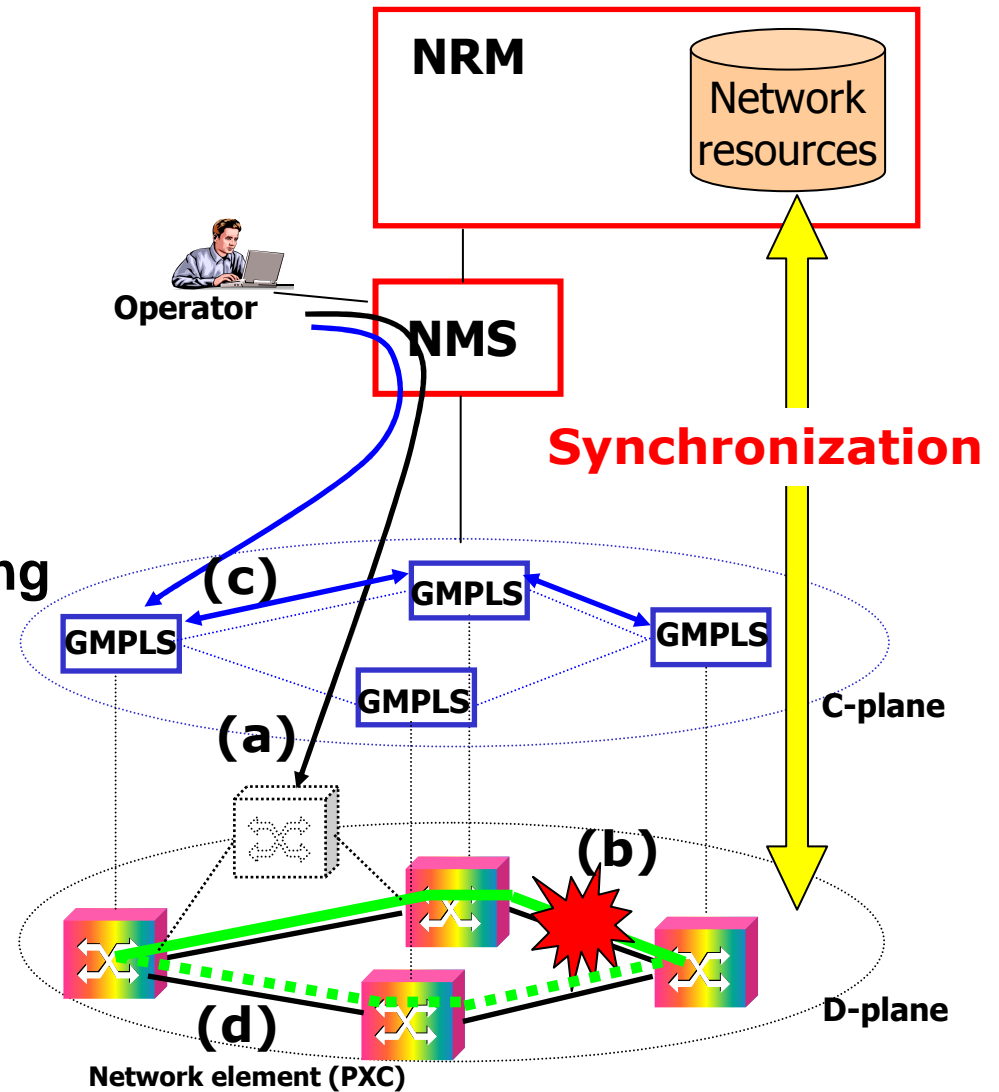 NRM
Network
resources
Operator
NMS
Synchronization
ng
(c)
GMPLS
GMPLS
GMPLS
GMPLS
C-plane
(a)
(b)
(d)
D-plane
Network element (PXC)